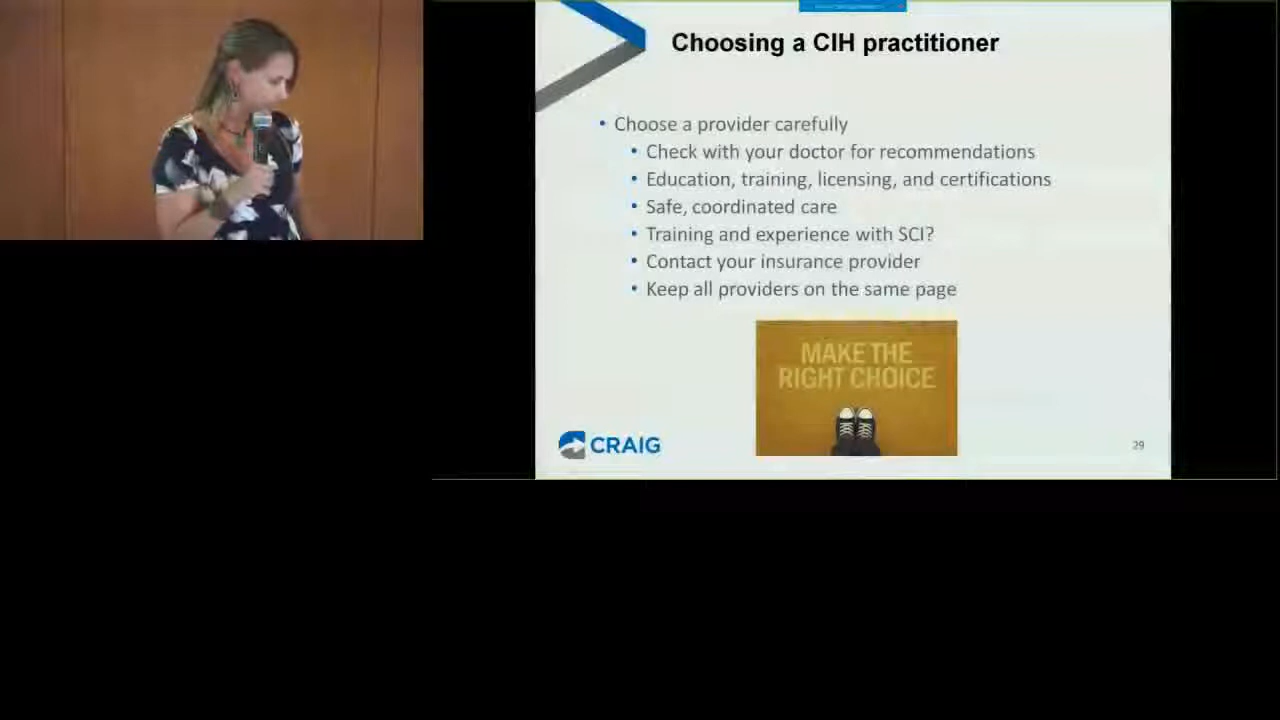 Choosing a CIH practitioner
• Choose a provider carefully
• Check with your doctor for recommendations
• Education, training, licensing, and certifications
• Safe, coordinated care
• Training and experience with SCI?
• Contact your insurance provider
• Keep all providers on the same page
MAKE THE
RIGHT CHOICE
CRAIG
29